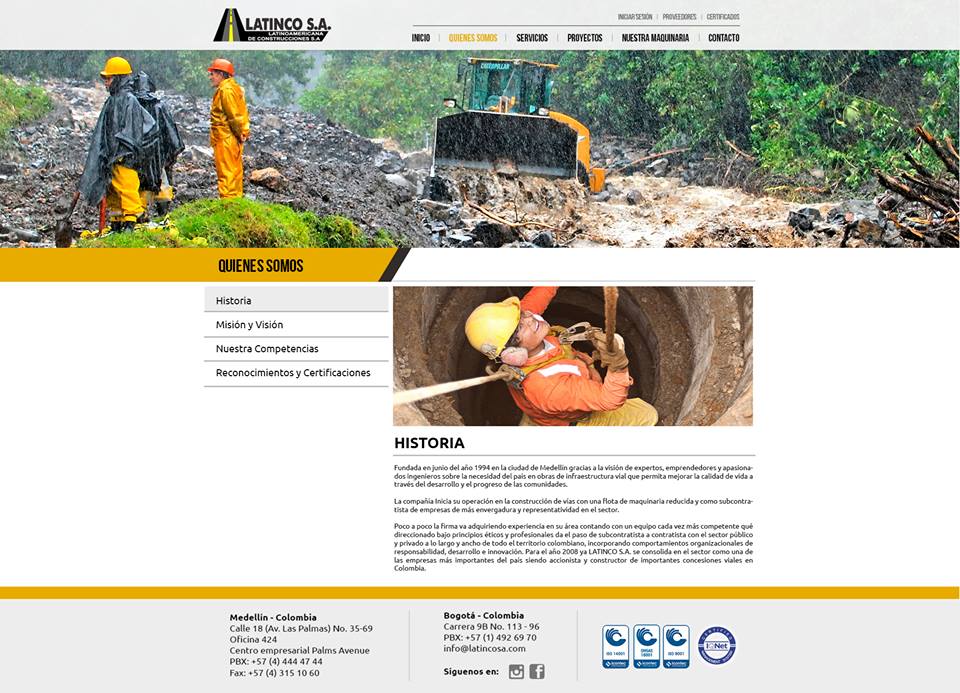 LATINCO S.A.
LATINOAMERICANA
DE CONSTRUCCIONES S.A
INICIAR SESIÓN | PROVEEDORES | CERTIFICADOS
INICIO | QUIENES SOMOS | SERVICIOS | PROYECTOS | NUESTRA MAQUINARIA | CONTACTO
CATERPILLAR
QUIENES SOMOS
Historia
Misión y Visión
Nuestra Competencias
Reconocimientos y Certificaciones
HISTORIA
Fundada en junio del año 1994 en la ciudad de Medellín gracias a la visión de expertos, emprendedores y apasiona-
dos ingenieros sobre la necesidad del país en obras de infraestructura vial que permita mejorar la calidad de vida a
través del desarrollo y el progreso de las comunidades.
La compañía Inicia su operación en la construcción de vías con una flota de maquinaria reducida y como subcontra-
tista de empresas de más envergadura y representatividad en el sector.
Poco a poco la firma va adquiriendo experiencia en su área contando con un equipo cada vez más competente qué
direccionado bajo principios éticos y profesionales da el paso de subcontratista a contratista con el sector público
y privado a lo largo y ancho de todo el territorio colombiano, incorporando comportamientos organizacionales de
responsabilidad, desarrollo e innovación. Para el año 2008 ya LATINCO S.A. se consolida en el sector como una de
las empresas más importantes del país siendo accionista y constructor de importantes concesiones viales en
Colombia.
Medellín - Colombia
Calle 18 (Av. Las Palmas) No. 35-69
Oficina 424
Centro empresarial Palms Avenue
PBX: +57 (4) 444 47 44
Fax: +57 (4) 315 10 60
Bogotá - Colombia
Carrera 9B No. 113 - 96
PBX: +57 (1) 492 69 70
info@latincosa.com
Síguenos en:
ISO 14001
icontec
OHSAS
18001
icontec
ISO 9001
icontec
CERTIFIED
IQNet